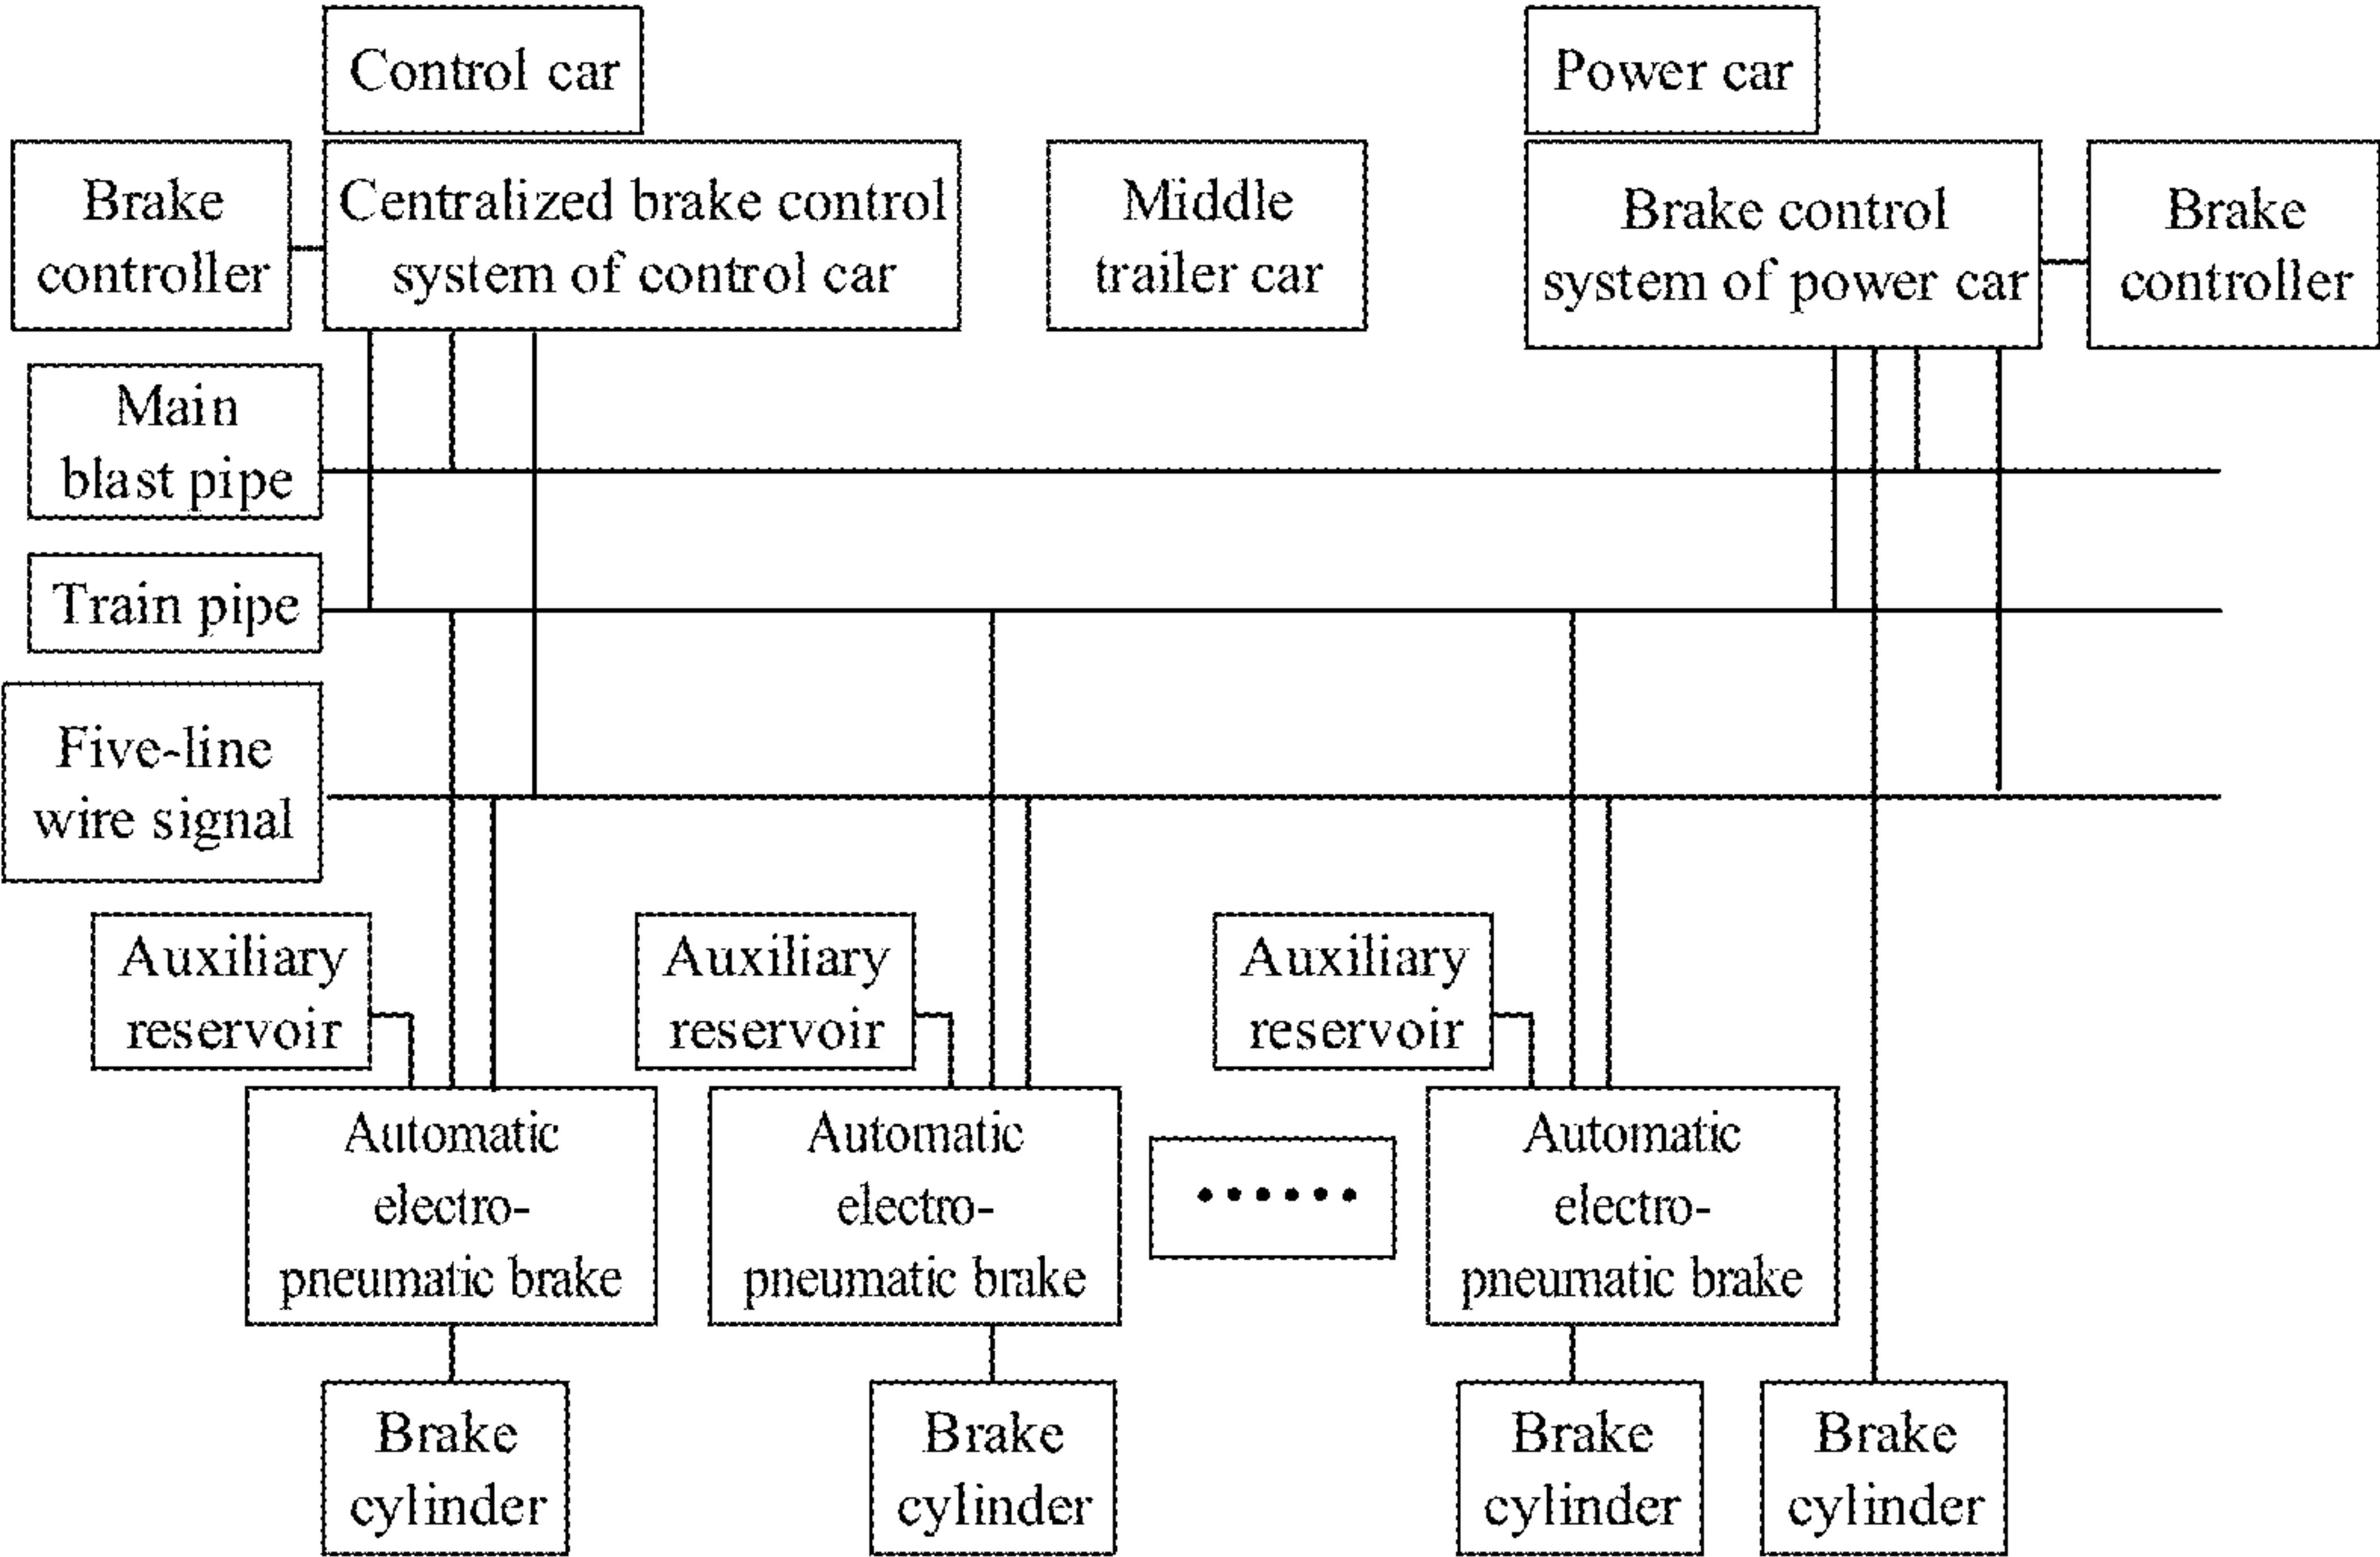 Control car
Power car
Brake
controller
Centralized brake control
system of control car
Middle
trailer car
Brake control
system of power car
Brake
controller
Main
blast pipe
Train pipe
Five-line
wire signal
Auxiliary
reservoir
Auxiliary
reservoir
Auxiliary
reservoir
Automatic
electro-
pneumatic brake
Automatic
electro-
pneumatic brake
······
Automatic
electro-
pneumatic brake
Brake
cylinder
Brake
cylinder
Brake
cylinder
Brake
cylinder